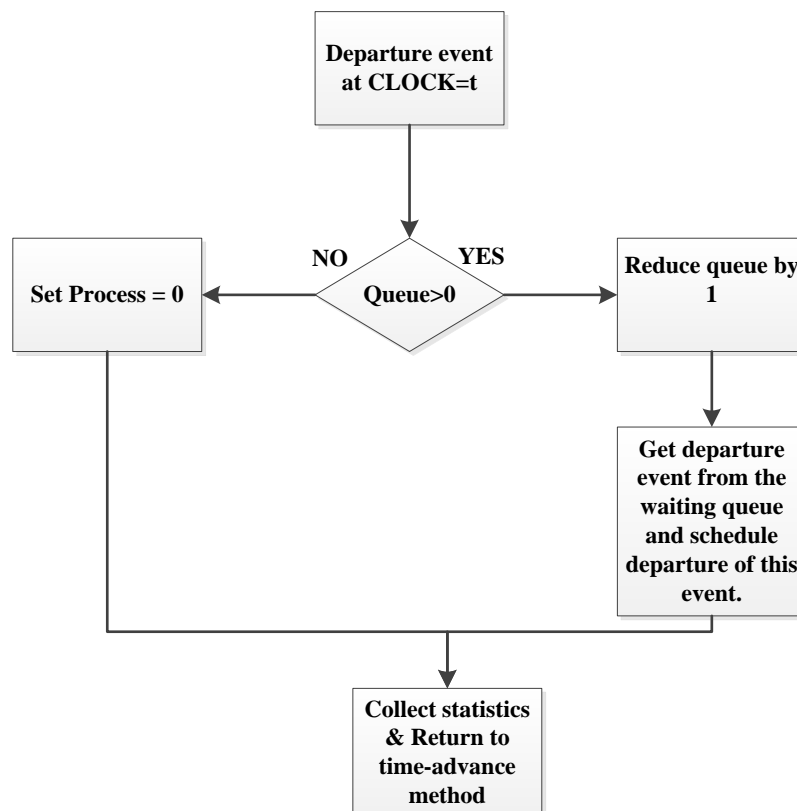 Departure event
at CLOCK=t
NO
YES
Queue>0
Set Process = 0
Reduce queue by
1
Get departure
event from the
waiting queue
and schedule
departure of this
event.
Collect statistics
& Return to
time-advance
method